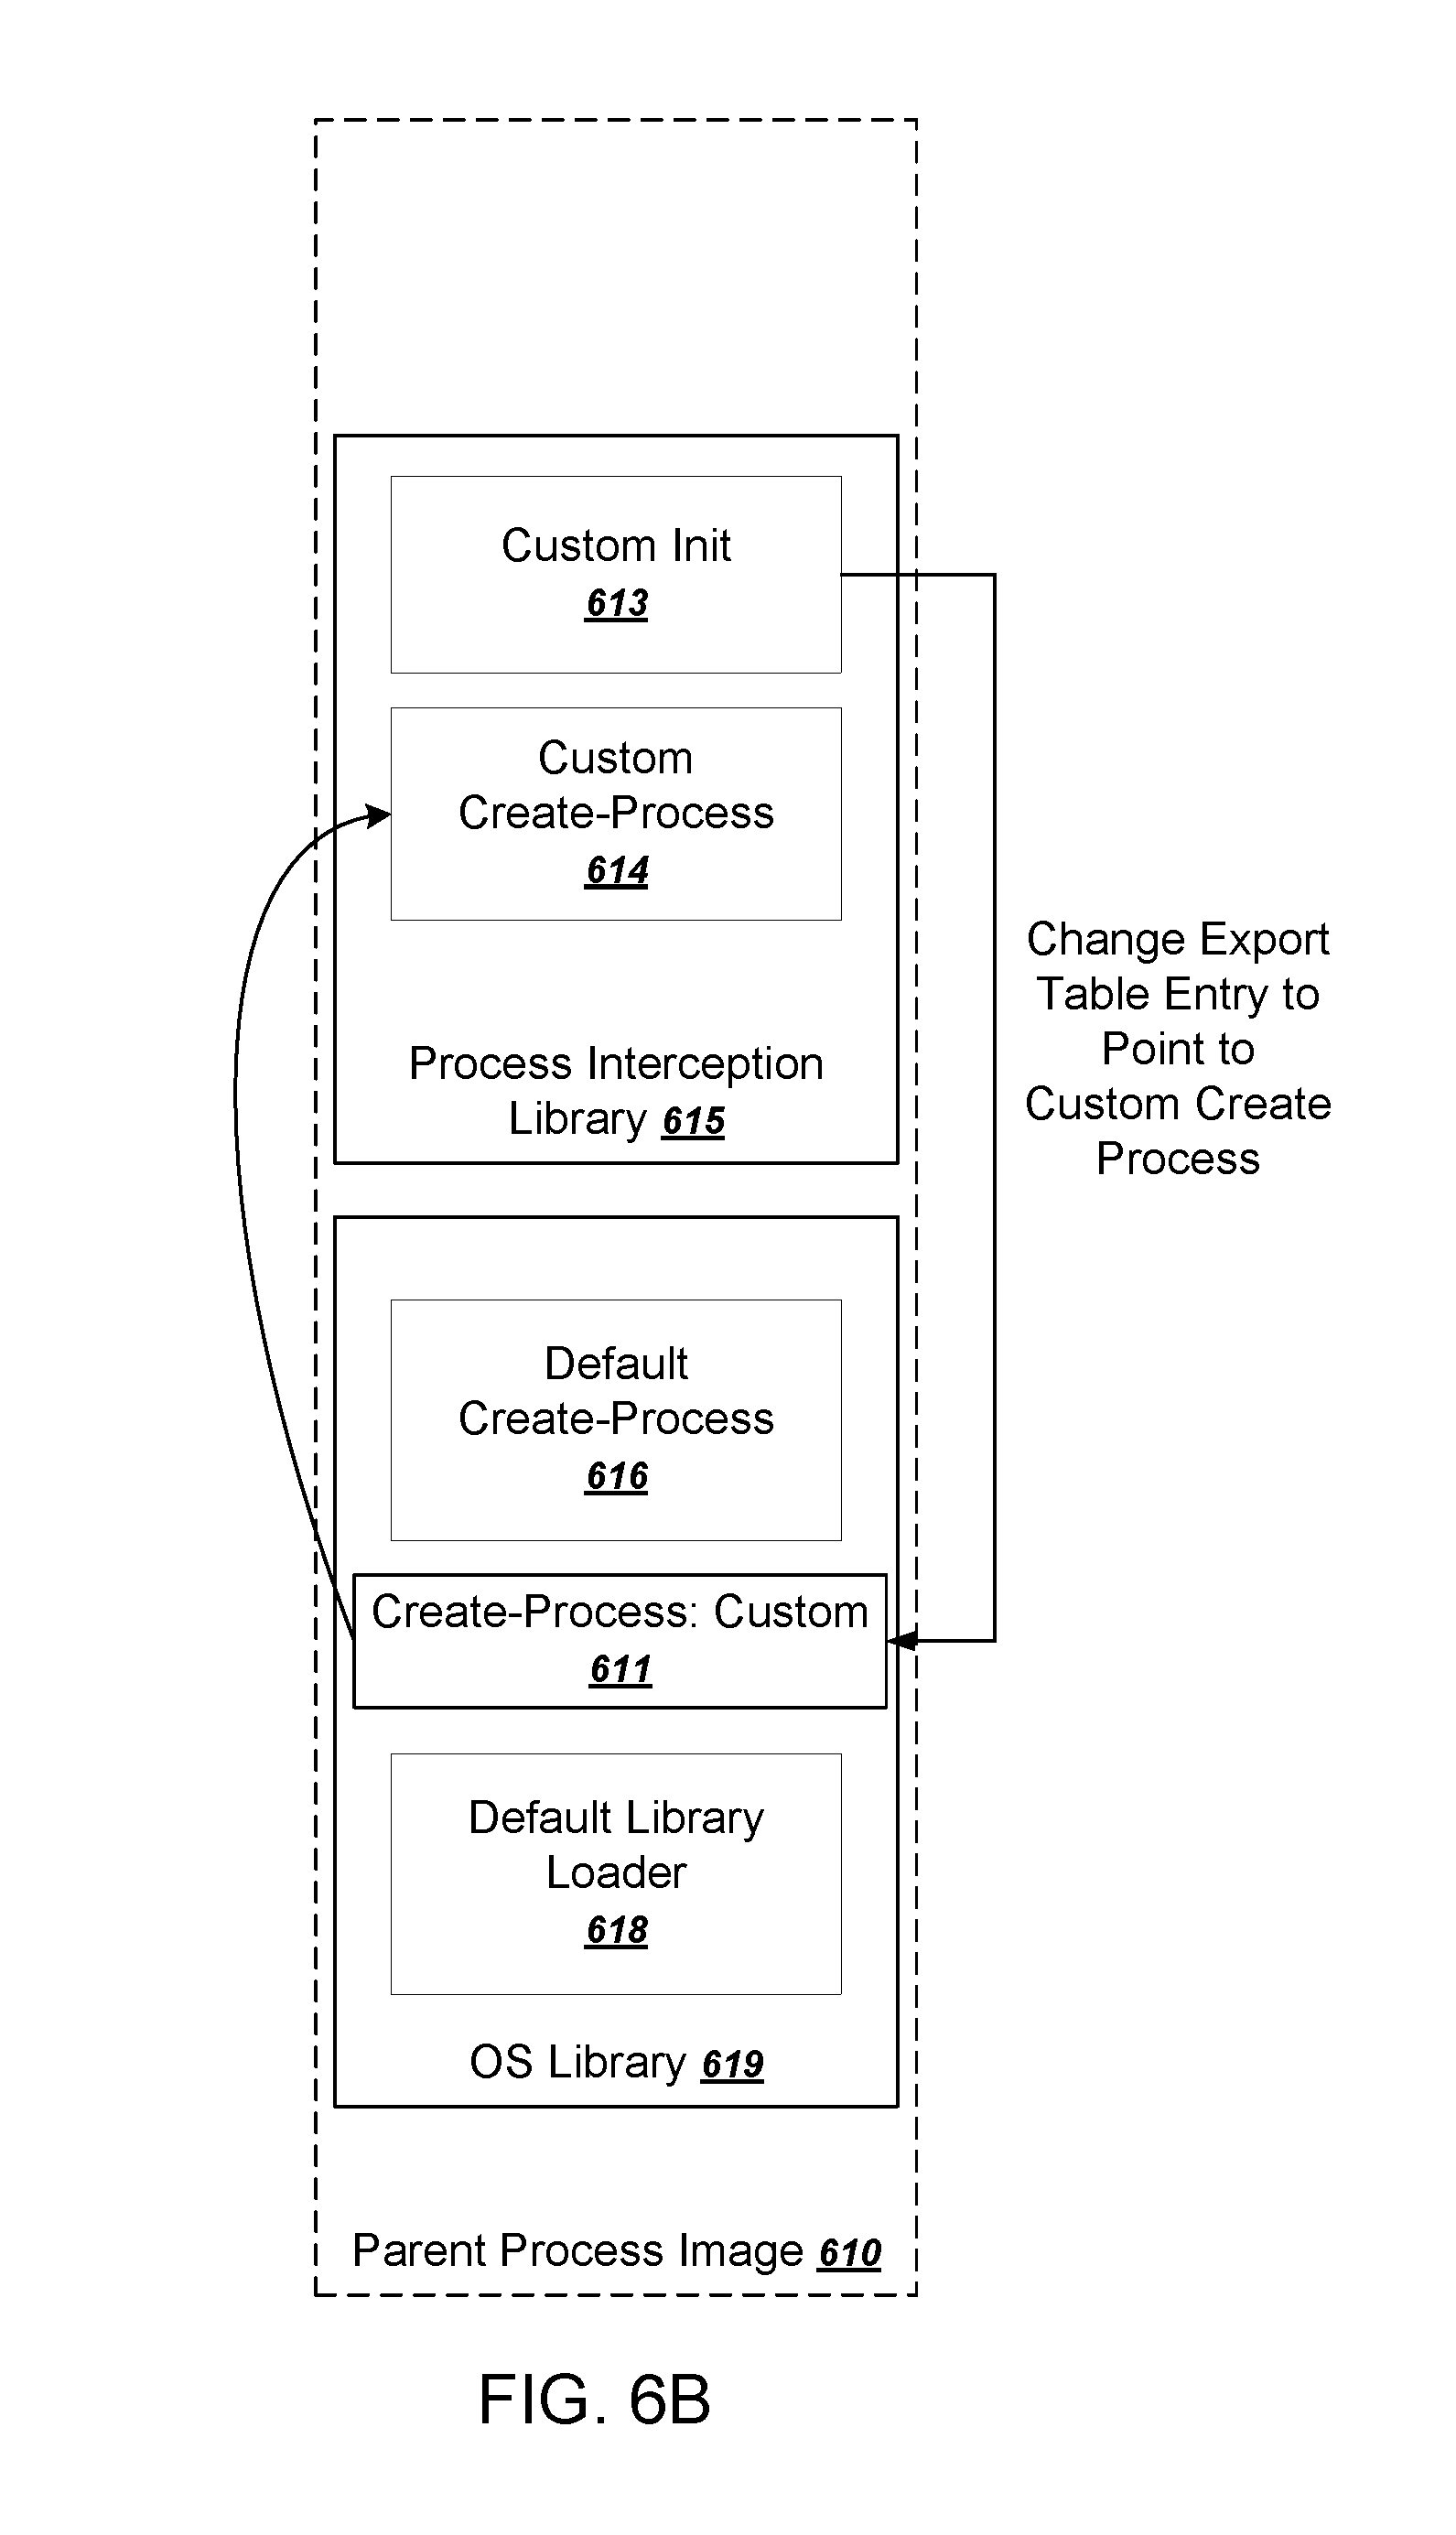 Custom Init
613
Custom
Create-Process
614
Process Interception
Library 615
Change Export
Table Entry to
Point to
Custom Create
Process
Default
Create-Process
616
Create-Process: Custom
611
Default Library
Loader
618
OS Library 619
Parent Process Image 610
FIG. 6B